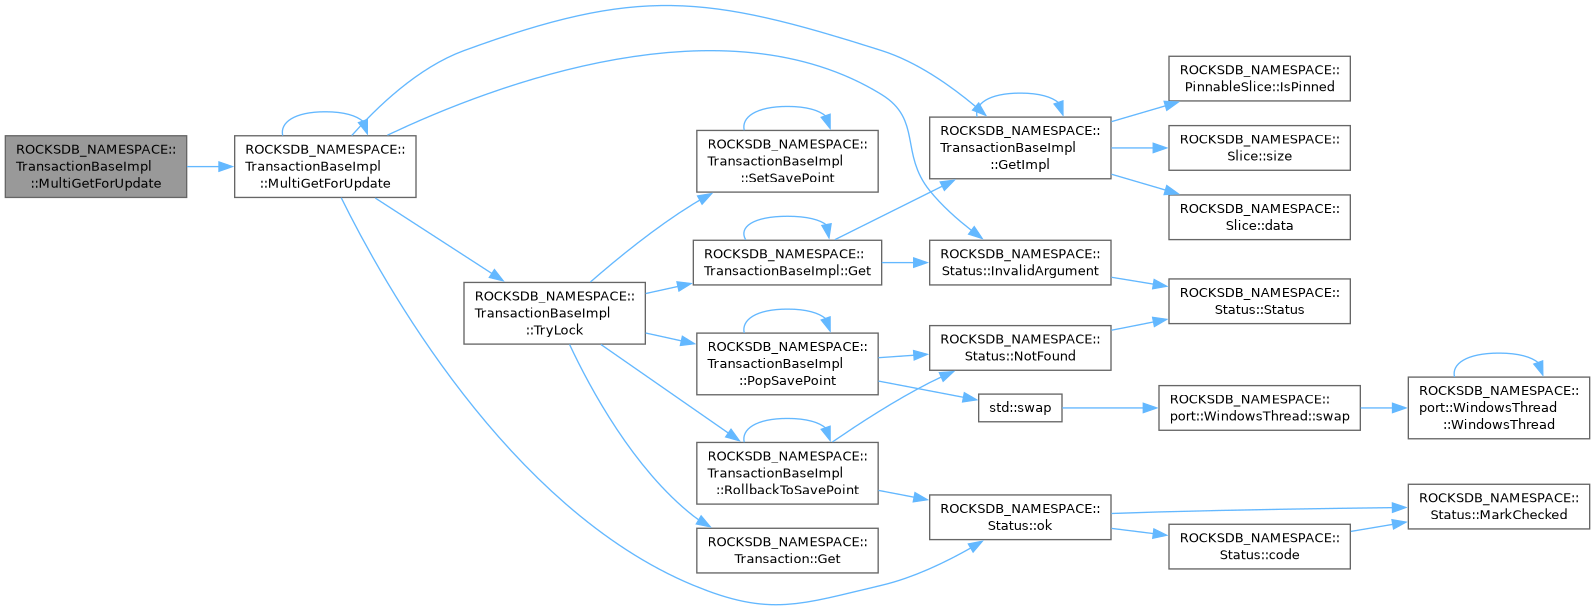 ROCKSDB_NAMESPACE::
TransactionBaseImpl
::MultiGetForUpdate
ROCKSDB_NAMESPACE::
TransactionBaseImpl
::MultiGetForUpdate
ROCKSDB_NAMESPACE::
TransactionBaseImpl
::TryLock
ROCKSDB_NAMESPACE::
TransactionBaseImpl
::SetSavePoint
ROCKSDB_NAMESPACE::
TransactionBaseImpl::Get
ROCKSDB_NAMESPACE::
TransactionBaseImpl
::PopSavePoint
ROCKSDB_NAMESPACE::
TransactionBaseImpl
::RollbackToSavePoint
ROCKSDB_NAMESPACE::
Transaction::Get
ROCKSDB_NAMESPACE::
TransactionBaseImpl
::GetImpl
ROCKSDB_NAMESPACE::
Status::InvalidArgument
ROCKSDB_NAMESPACE::
Status::NotFound
std::swap
ROCKSDB_NAMESPACE::
Status::ok
ROCKSDB_NAMESPACE::
PinnableSlice::IsPinned
ROCKSDB_NAMESPACE::
Slice::size
ROCKSDB_NAMESPACE::
Slice::data
ROCKSDB_NAMESPACE::
Status::Status
ROCKSDB_NAMESPACE::
port::WindowsThread::swap
ROCKSDB_NAMESPACE::
Status::code
ROCKSDB_NAMESPACE::
port::WindowsThread
::WindowsThread
ROCKSDB_NAMESPACE::
Status::MarkChecked